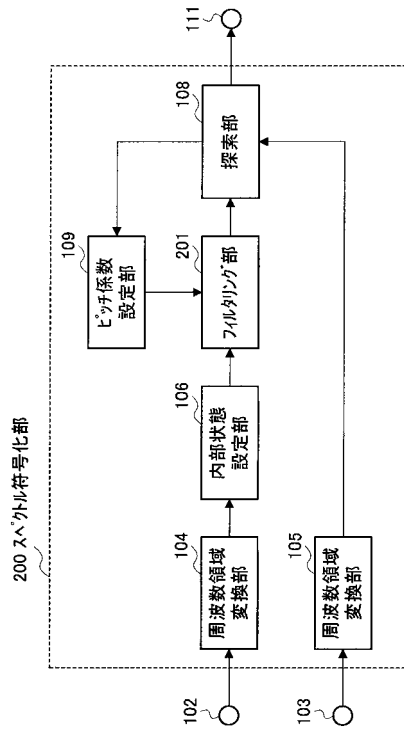 200 スペクトル符号化部
102
104
周波数領域
変換部
106
内部状態
設定部
109
ピッチ係数
設定部
201
フィルタリング部
108
探索部
111
103
105
周波数領域
変換部